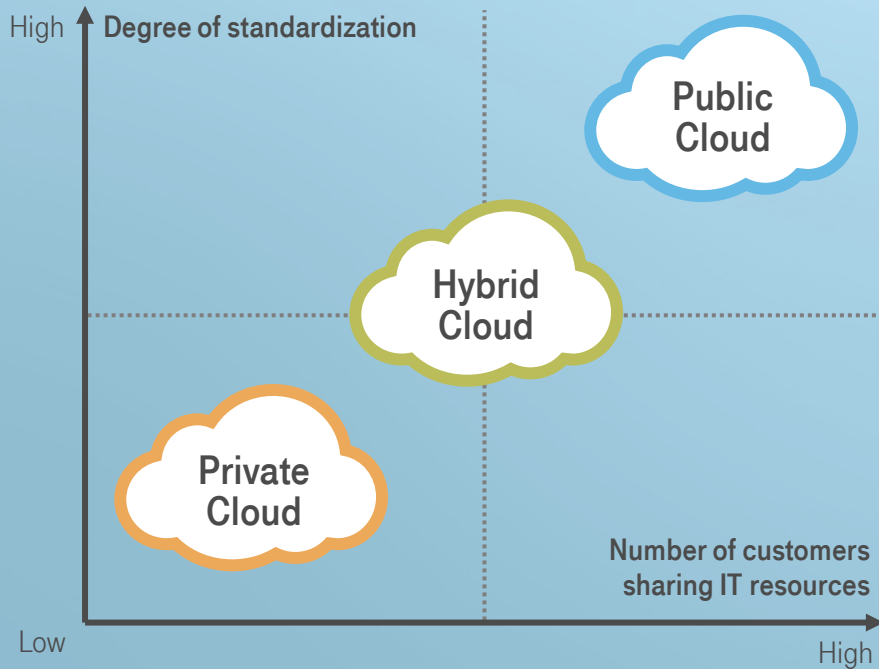 High
Degree of standardization
Public
Cloud
Hybrid
Cloud
Private
Cloud
Number of customers
sharing IT resources
Low
High